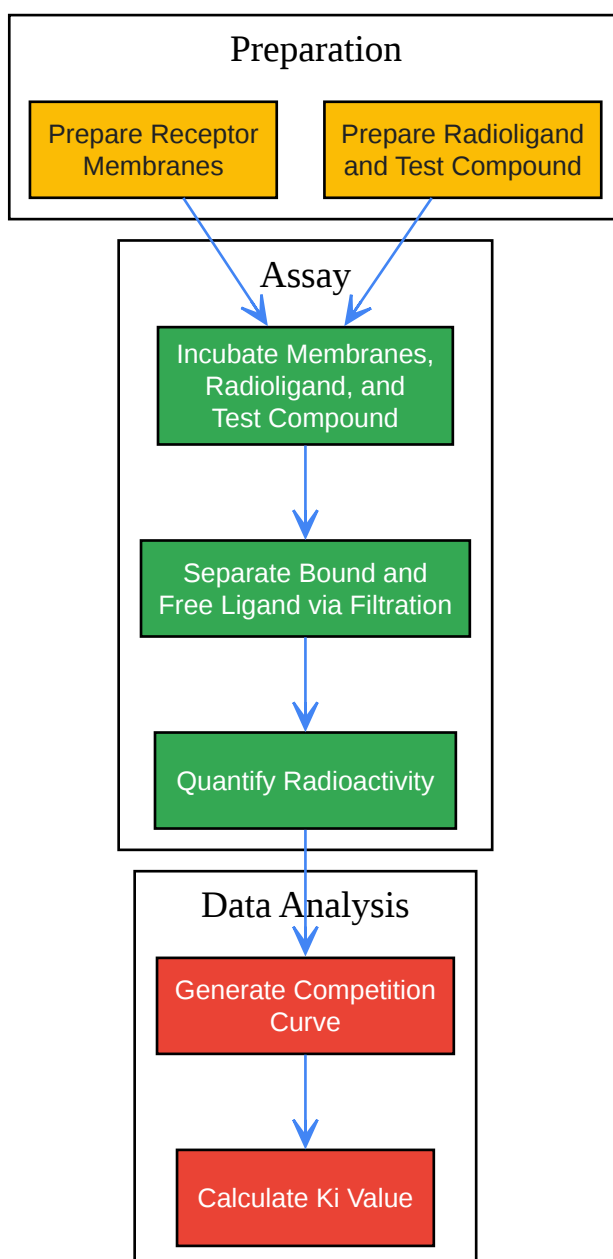 Preparation
Prepare Receptor
Membranes
Prepare Radioligand
and Test Compound
Assay
Incubate Membranes,
Radioligand, and
Test Compound
Separate Bound and
Free Ligand via Filtration
Quantify Radioactivity
Data Analysis
Generate Competition
Curve
Calculate Ki Value